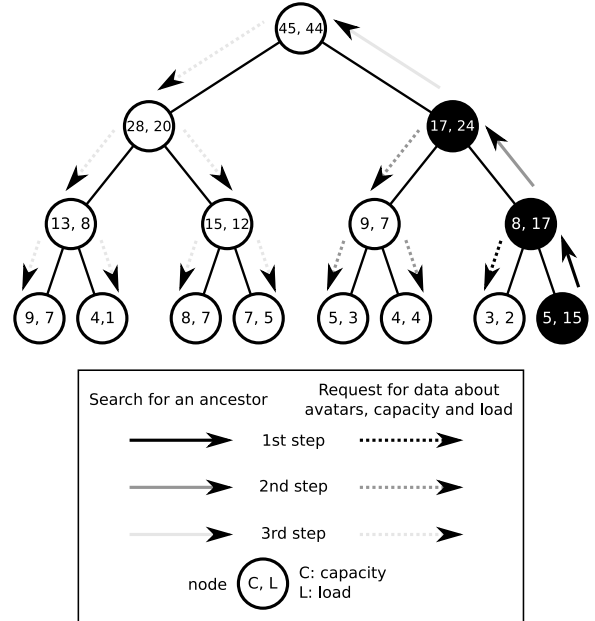 45, 44
28, 20
17, 24
13, 8
15, 12
9, 7
8, 17
9, 7
4,1
8, 7
7, 5
5, 3
4, 4
3, 2
5, 15
Search for an ancestor
Request for data about
avatars, capacity and load
1st step
2nd step
3rd step
node
C, L
C: capacity
L: load